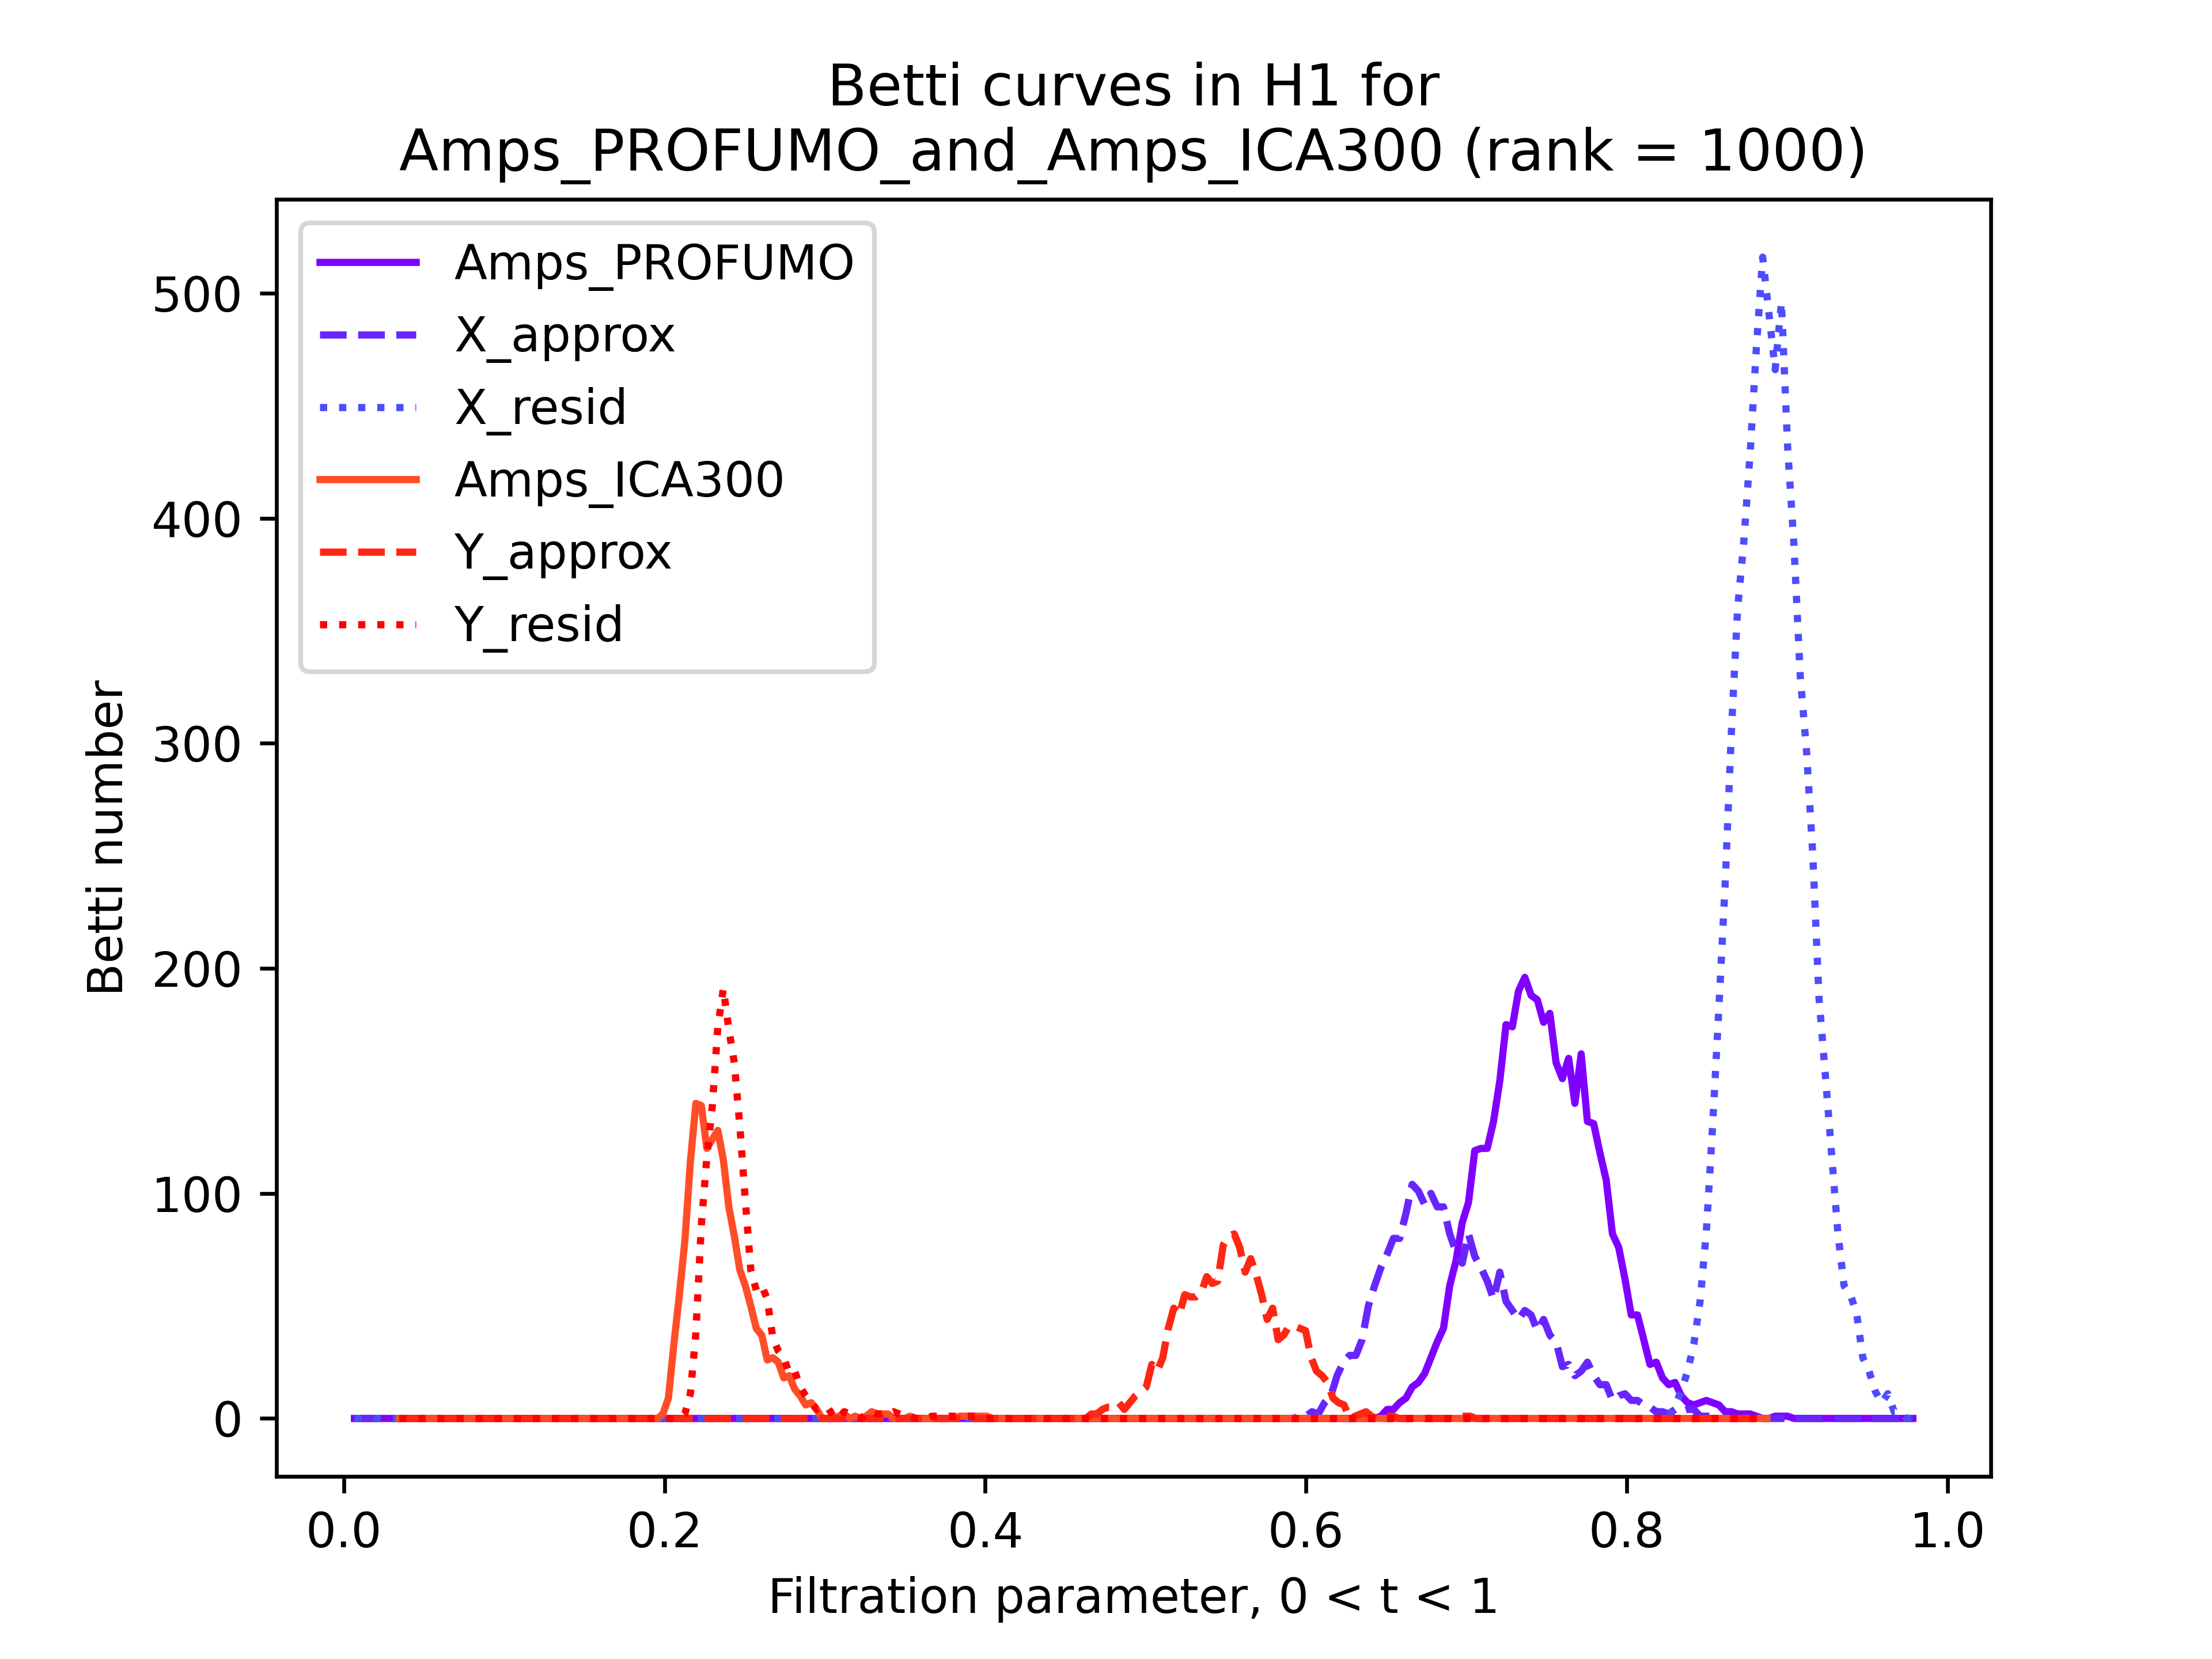 Betti curves in H1 for
Amps_PROFUMO_and_Amps_ICA300 (rank = 1000)
Amps_PROFUMO
X_approx
X_resid
Amps_ICA300
Y_approx
Y_resid
Betti number
500
400
300
200
100
0
0.0 0.2 0.4 0.6 0.8 1.0
Filtration parameter, 0 < t < 1